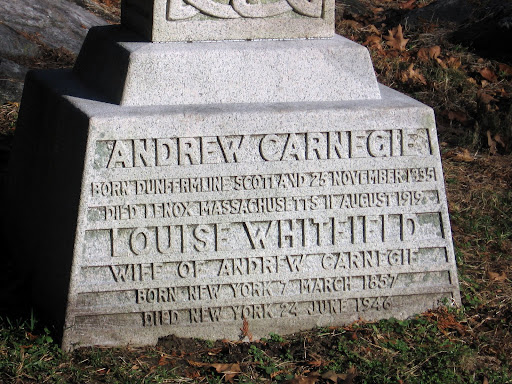 ANDREW CARNEGIE
BORN DUNFERMLINE SCOTLAND 25 NOVEMBER 1835
DIED LENOX MASSACHUSETTS 11 AUGUST 1919
LOUISE WHITFIELD
WIFE OF ANDREW CARNEGIE
BORN NEW YORK 7 MARCH 1857
DIED NEW YORK 24 JUNE 1946